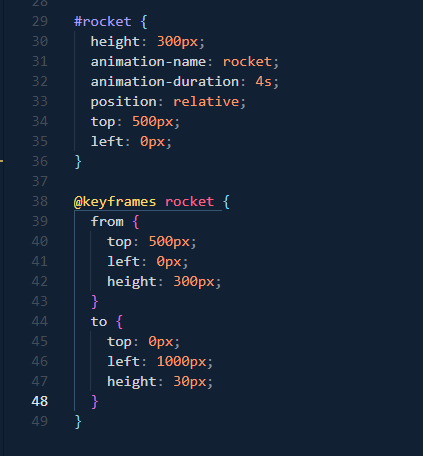 28
29 #rocket {
30 height: 300px;
31 animation-name: rocket;
32 animation-duration: 4s;
33 position: relative;
34 top: 500px;
35 left: 0px;
36 }
37
38 @keyframes rocket {
39 from {
40 top: 500px;
41 left: 0px;
42 height: 300px;
43 }
44 to {
45 top: 0px;
46 left: 1000px;
47 height: 30px;
48 }
49 }